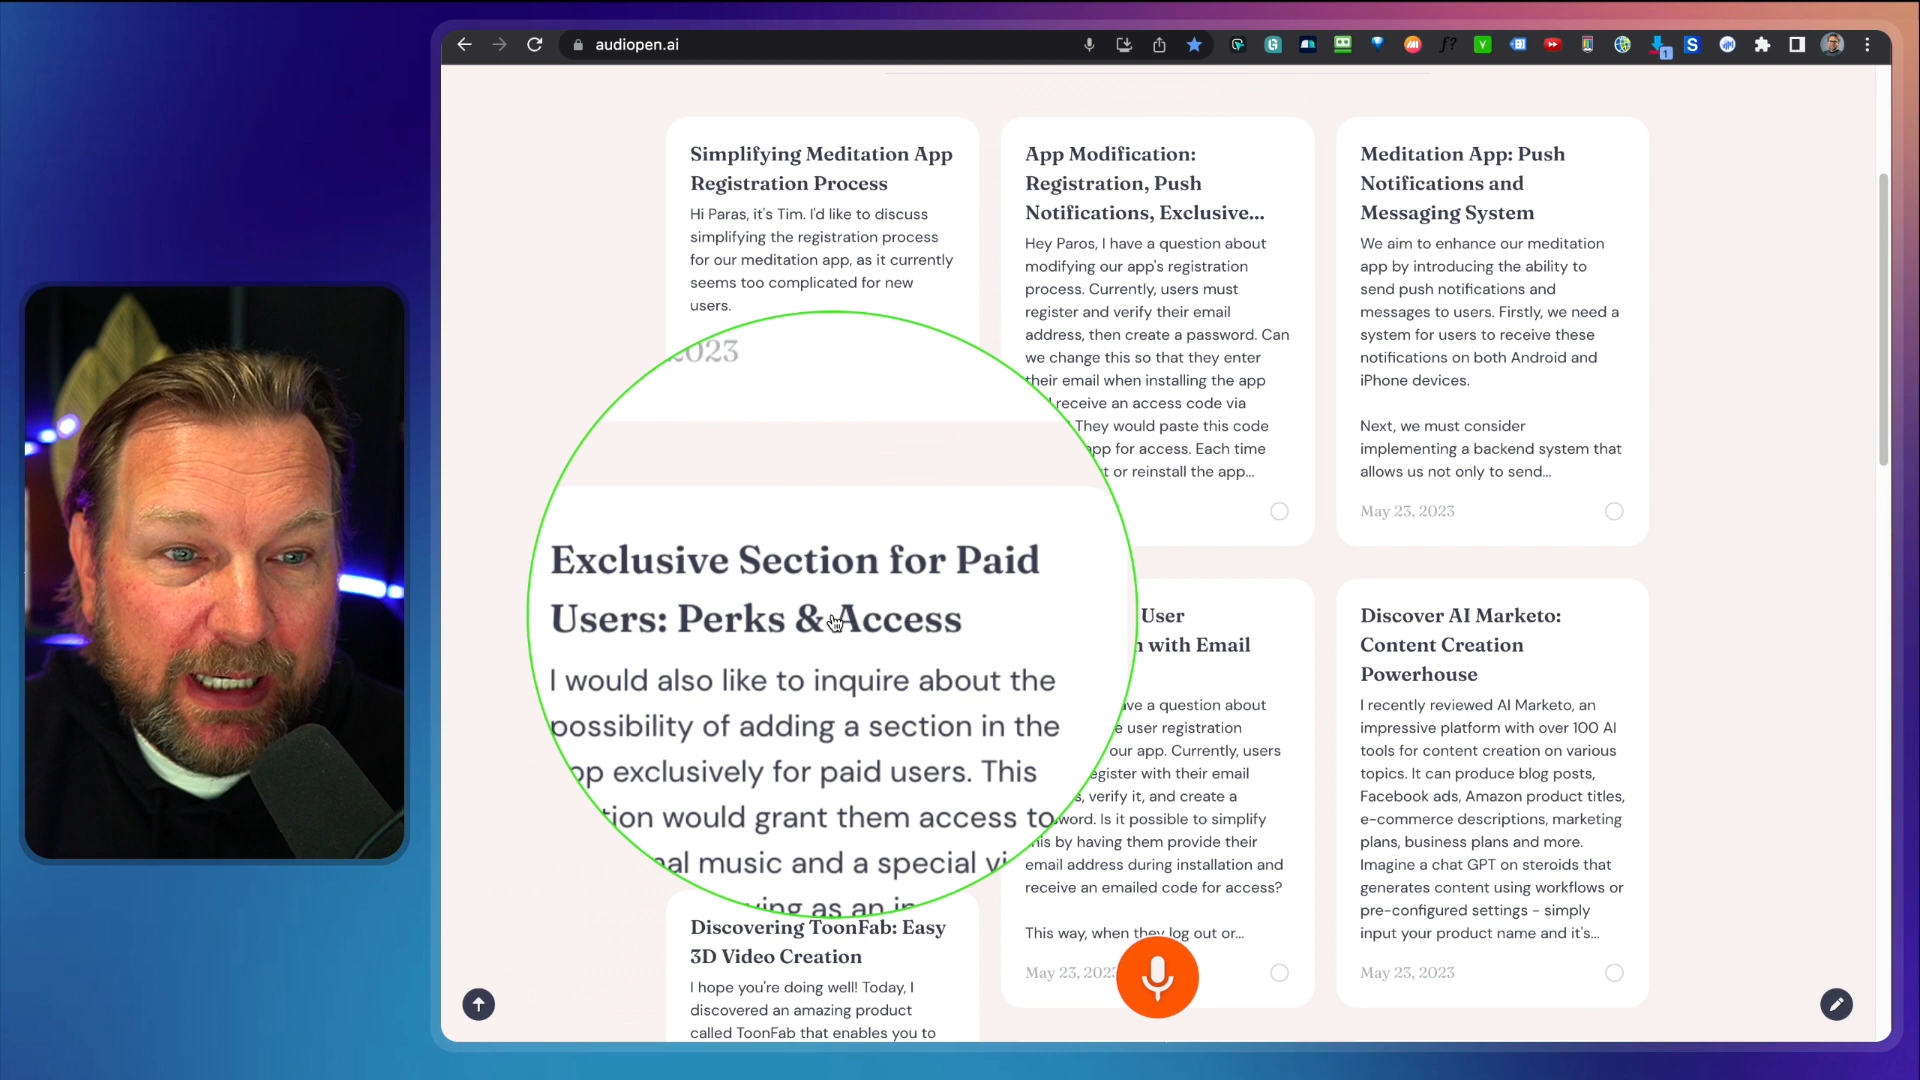 audiopen.ai
Simplifying Meditation App
Registration Process
Hi Paras, it's Tim. I'd like to discuss
simplifying the registration process
for our meditation app, as it currently
seems too complicated for new
users.
2023
Exclusive Section for Paid
Users: Perks & Access
I would also like to inquire about the
possibility of adding a section in the
exclusively for paid users. This
would grant them access to
music and a special
as an
Discovering ToonFab: Easy
3D Video Creation
I hope you're doing well! Today, I
discovered an amazing product
called ToonFab that enables you to
App Modification:
Registration, Push
Notifications, Exclusive...
Hey Paros, I have a question about
modifying our app's registration
process. Currently, users must
register and verify their email
address, then create a password. Can
we change this so that they enter
their email when installing the app
receive an access code via
They would paste this code
app for access. Each time
or reinstall the app...
User
with Email
have a question about
user registration
our app. Currently, users
register with their email
verify it, and create a
Is it possible to simplify
this by having them provide their
email address during installation and
receive an emailed code for access?
This way, when they log out or...
May 23, 2023
Meditation App: Push
Notifications and
Messaging System
We aim to enhance our meditation
app by introducing the ability to
send push notifications and
messages to users. Firstly, we need a
system for users to receive these
notifications on both Android and
iPhone devices.
Next, we must consider
implementing a backend system that
allows us not only to send...
May 23, 2023
Discover AI Marketo:
Content Creation
Powerhouse
I recently reviewed AI Marketo, an
impressive platform with over 100 AI
tools for content creation on various
topics. It can produce blog posts,
Facebook ads, Amazon product titles,
e-commerce descriptions, marketing
plans, business plans and more.
Imagine a chat GPT on steroids that
generates content using workflows or
pre-configured settings - simply
input your product name and it's...
May 23, 2023